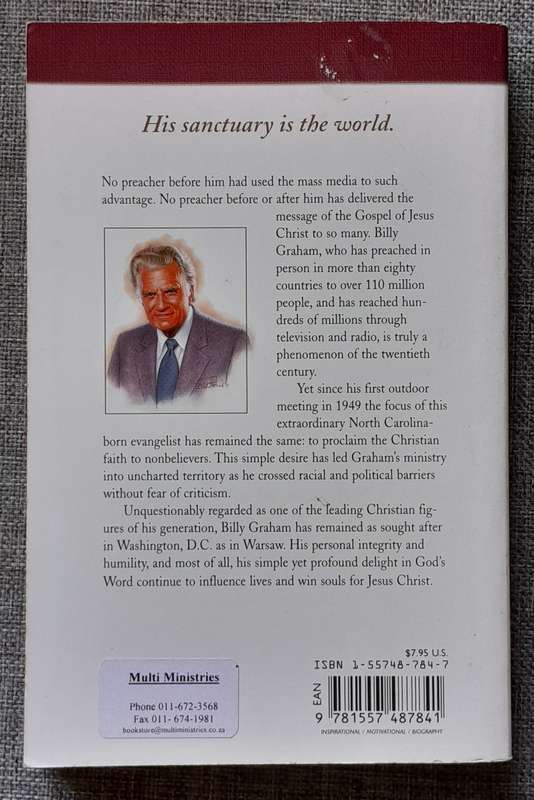 His sanctuary is the world.
No preacher before him had used the mass media to such
advantage. No preacher before or after him has delivered the
message of the Gospel of Jesus
Christ to so many. Billy
Graham, who has preached in
person in more than eighty
countries to over 110 million
people, and has reached hun-
dreds of millions through
television and radio, is truly a
phenomenon of the twentieth
century.
Yet since his first outdoor
meeting in 1949 the focus of this
extraordinary North Carolina-
born evangelist has remained the same: to proclaim the Christian
faith to nonbelievers. This simple desire has led Graham's ministry
into uncharted territory as he crossed racial and political barriers
without fear of criticism.
Unquestionably regarded as one of the leading Christian fig-
ures of his generation, Billy Graham has remained as sought after
in Washington, D.C. as in Warsaw. His personal integrity and
humility, and most of all, his simple yet profound delight in God's
Word continue to influence lives and win souls for Jesus Christ.
Multi Ministries
Phone 011-672-3568
Fax 011- 674-1981
bookstore@multiministries.co.za
$7.95 U.S.
ISBN 1-55748-784-7
EAN
9 781557 487841
INSPIRATIONAL / MOTIVATIONAL / BIOGRAPHY